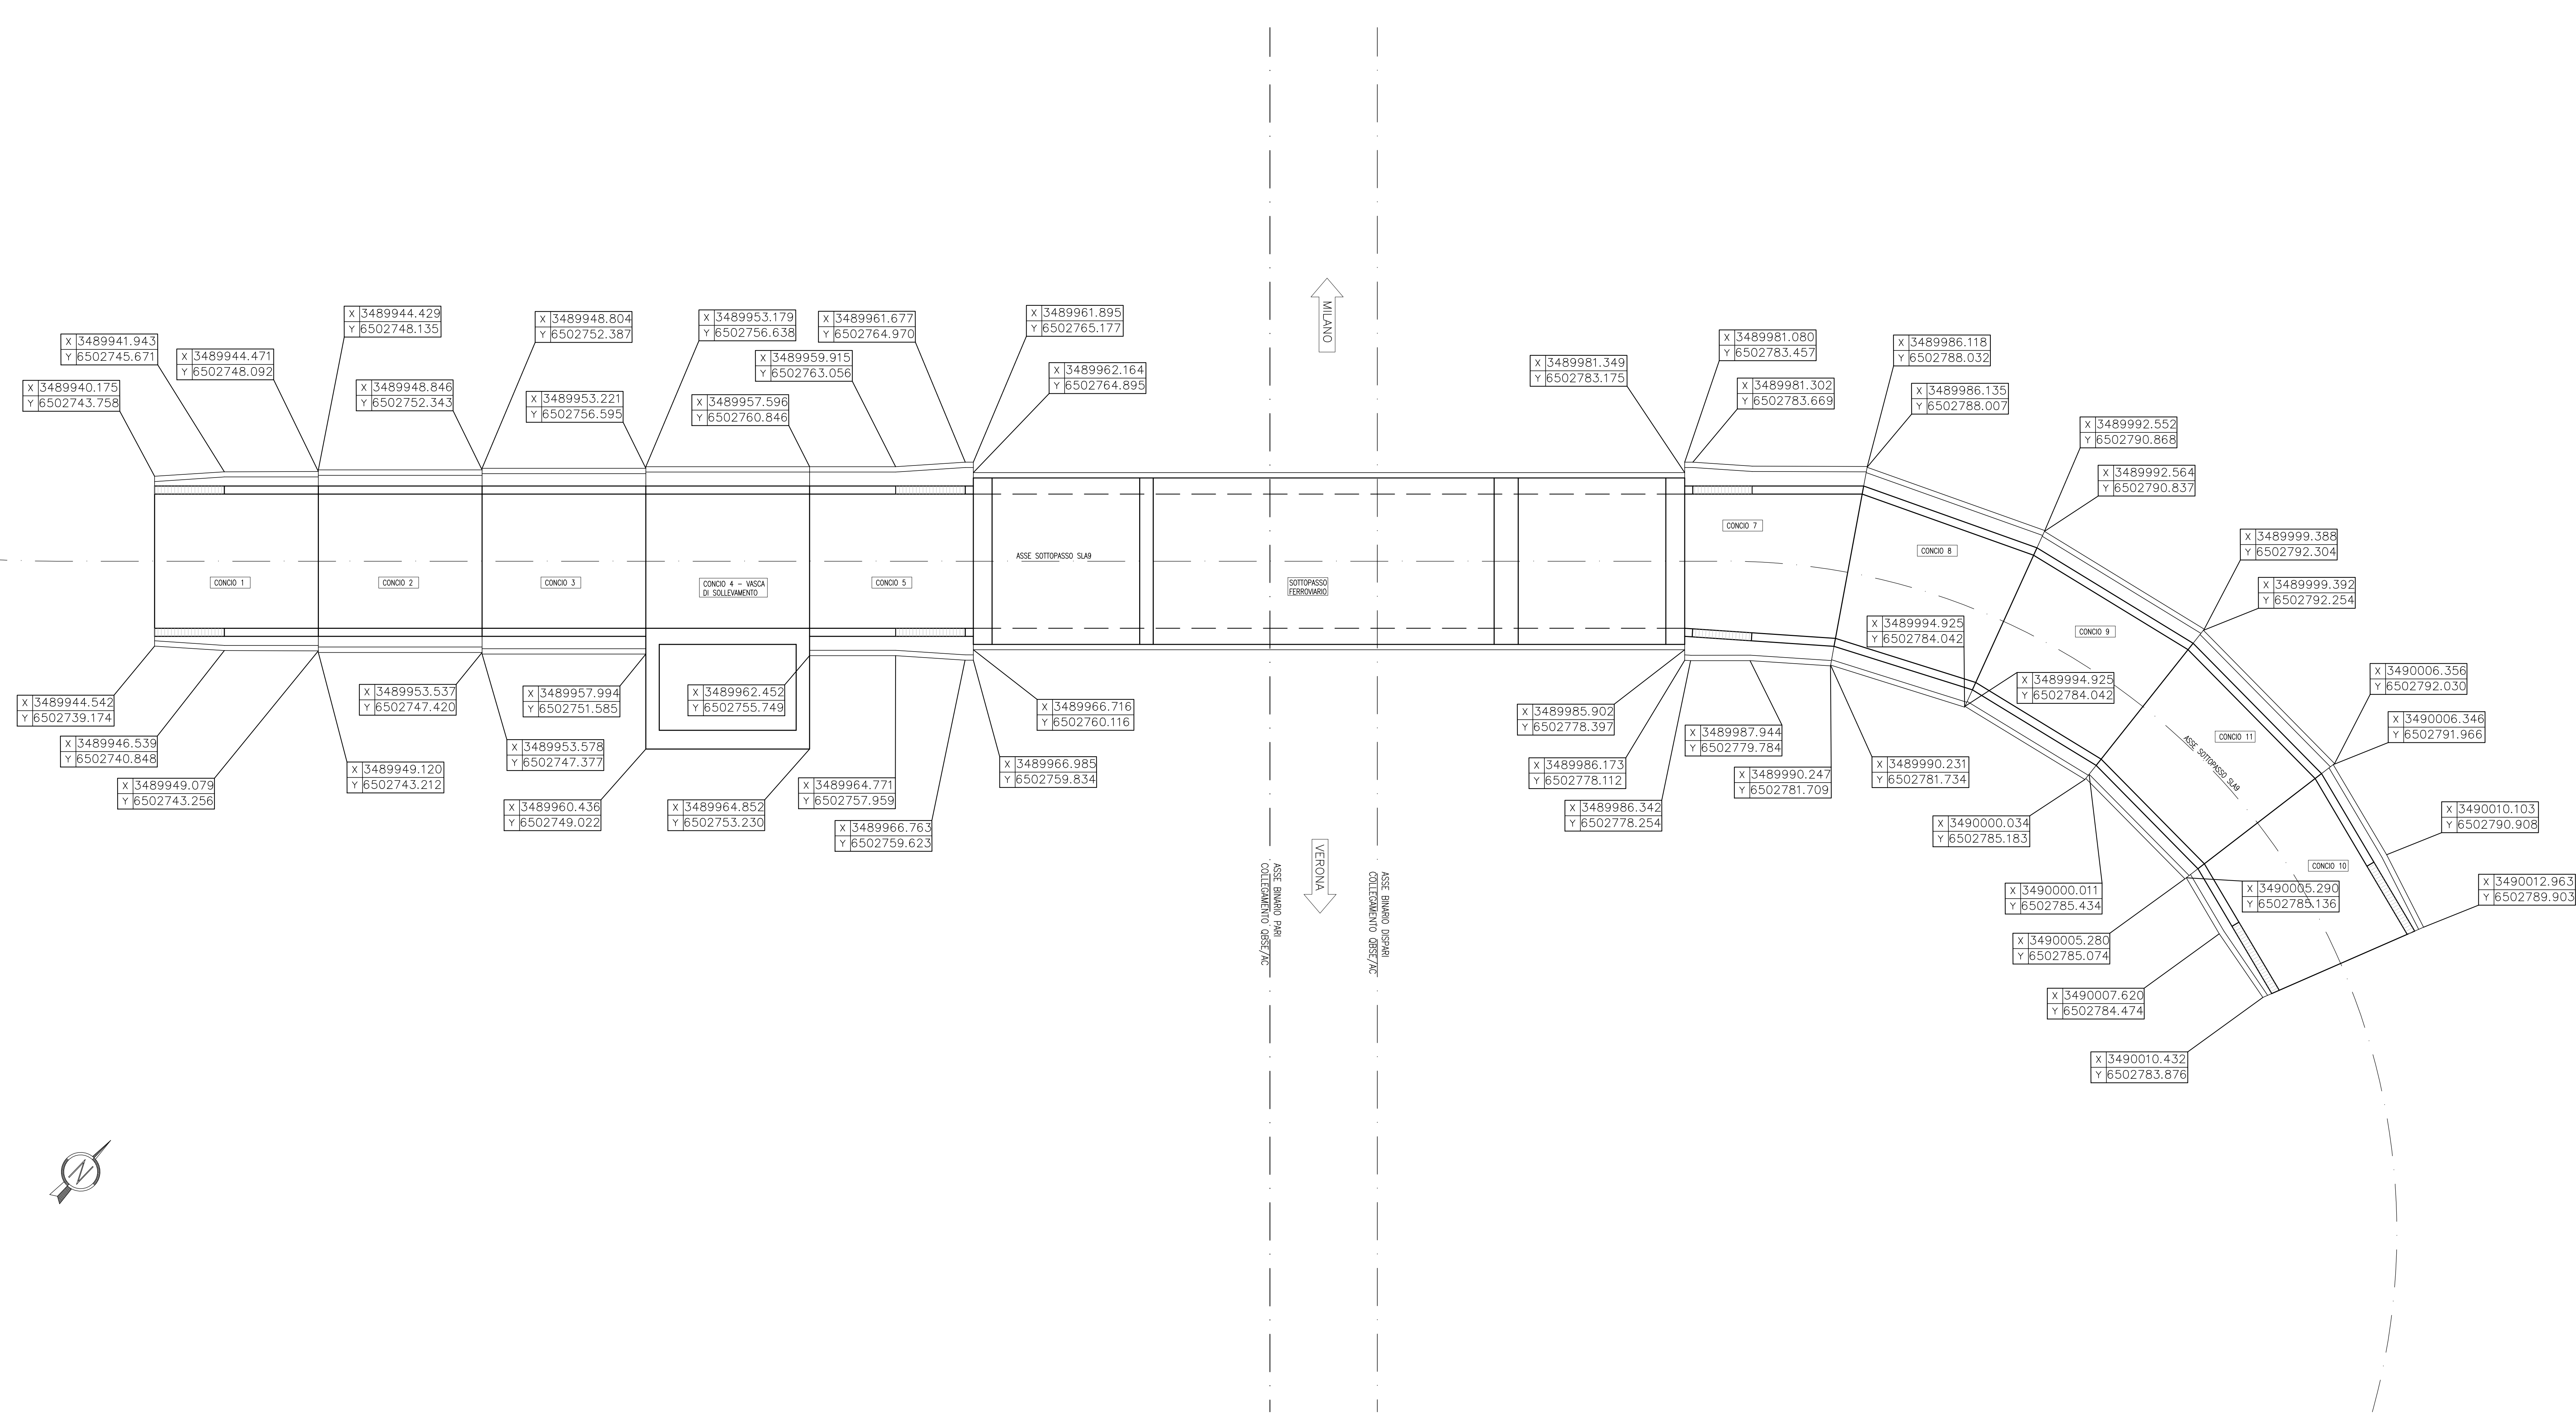 X 3489944.429
Y 6502748.135
X 3489948.804
Y 6502752.387
X 3489953.179
Y 6502756.638
X 3489961.677
Y 6502764.970
X 3489961.895
Y 6502765.177
MILANO
X 3489941.943
Y 6502745.671
X 3489944.471
Y 6502748.092
X 3489959.915
Y 6502763.056
X 3489962.164
Y 6502764.895
X 3489940.175
Y 6502743.758
X 3489948.846
Y 6502752.343
X 3489953.221
Y 6502756.595
X 3489957.596
Y 6502760.846
X 3489981.349
Y 6502783.175
X 3489981.080
Y 6502783.457
X 3489981.302
Y 6502783.669
X 3489986.118
Y 6502788.032
X 3489986.135
Y 6502788.007
X 3489992.552
Y 6502790.868
X 3489992.564
Y 6502790.837
X 3489999.388
Y 6502792.304
X 3489999.392
Y 6502792.254
X 3490006.356
Y 6502792.030
X 3490006.346
Y 6502791.966
X 3490010.103
Y 6502790.908
X 3490012.963
Y 6502789.903
CONCIO 1
CONCIO 2
CONCIO 3
CONCIO 4 - VASCA
DI SOLLEVAMENTO
CONCIO 5
ASSE SOTTOPASSO SLA9
SOTTOPASSO
FERROVIARIO
CONCIO 7
CONCIO 8
CONCIO 9
CONCIO 11
CONCIO 10
ASSE SOTTOPASSO SLA9
X 3489994.925
Y 6502784.042
X 3489994.925
Y 6502784.042
X 3489944.542
Y 6502739.174
X 3489946.539
Y 6502740.848
X 3489949.079
Y 6502743.256
X 3489953.537
Y 6502747.420
X 3489949.120
Y 6502743.212
X 3489957.994
Y 6502751.585
X 3489953.578
Y 6502747.377
X 3489960.436
Y 6502749.022
X 3489962.452
Y 6502755.749
X 3489964.852
Y 6502753.230
X 3489964.771
Y 6502757.959
X 3489966.763
Y 6502759.623
X 3489966.716
Y 6502760.116
X 3489966.985
Y 6502759.834
X 3489985.902
Y 6502778.397
X 3489986.173
Y 6502778.112
X 3489986.342
Y 6502778.254
X 3489987.944
Y 6502779.784
X 3489990.247
Y 6502781.709
X 3489990.231
Y 6502781.734
X 3490000.034
Y 6502785.183
X 3490000.011
Y 6502785.434
X 3490005.290
Y 6502785.136
X 3490005.280
Y 6502785.074
X 3490007.620
Y 6502784.474
X 3490010.432
Y 6502783.876
VERONA
ASSE BINARIO PARI
COLLEGAMENTO QBSE/AC
ASSE BINARIO DISPARI
COLLEGAMENTO QBSE/AC
N